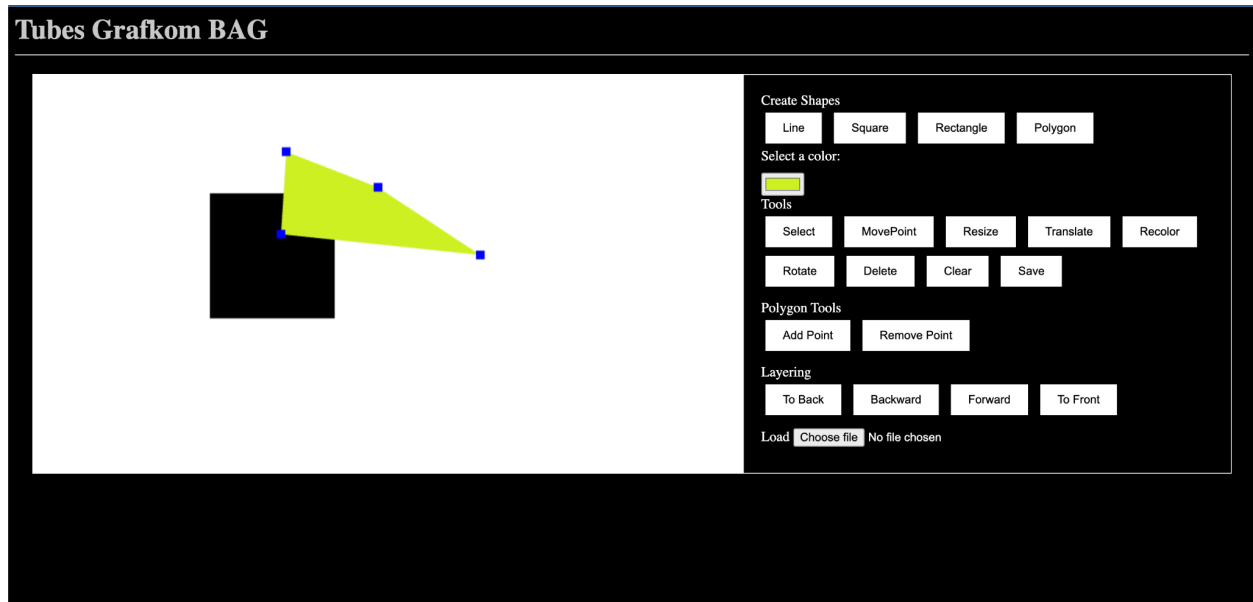 Tubes Grafkom BAG
Create Shapes
Line Square Rectangle Polygon
Select a color:
Tools
Select MovePoint Resize Translate Recolor
Rotate Delete Clear Save
Polygon Tools
Add Point Remove Point
Layering
To Back Backward Forward To Front
Load Choose file No file chosen